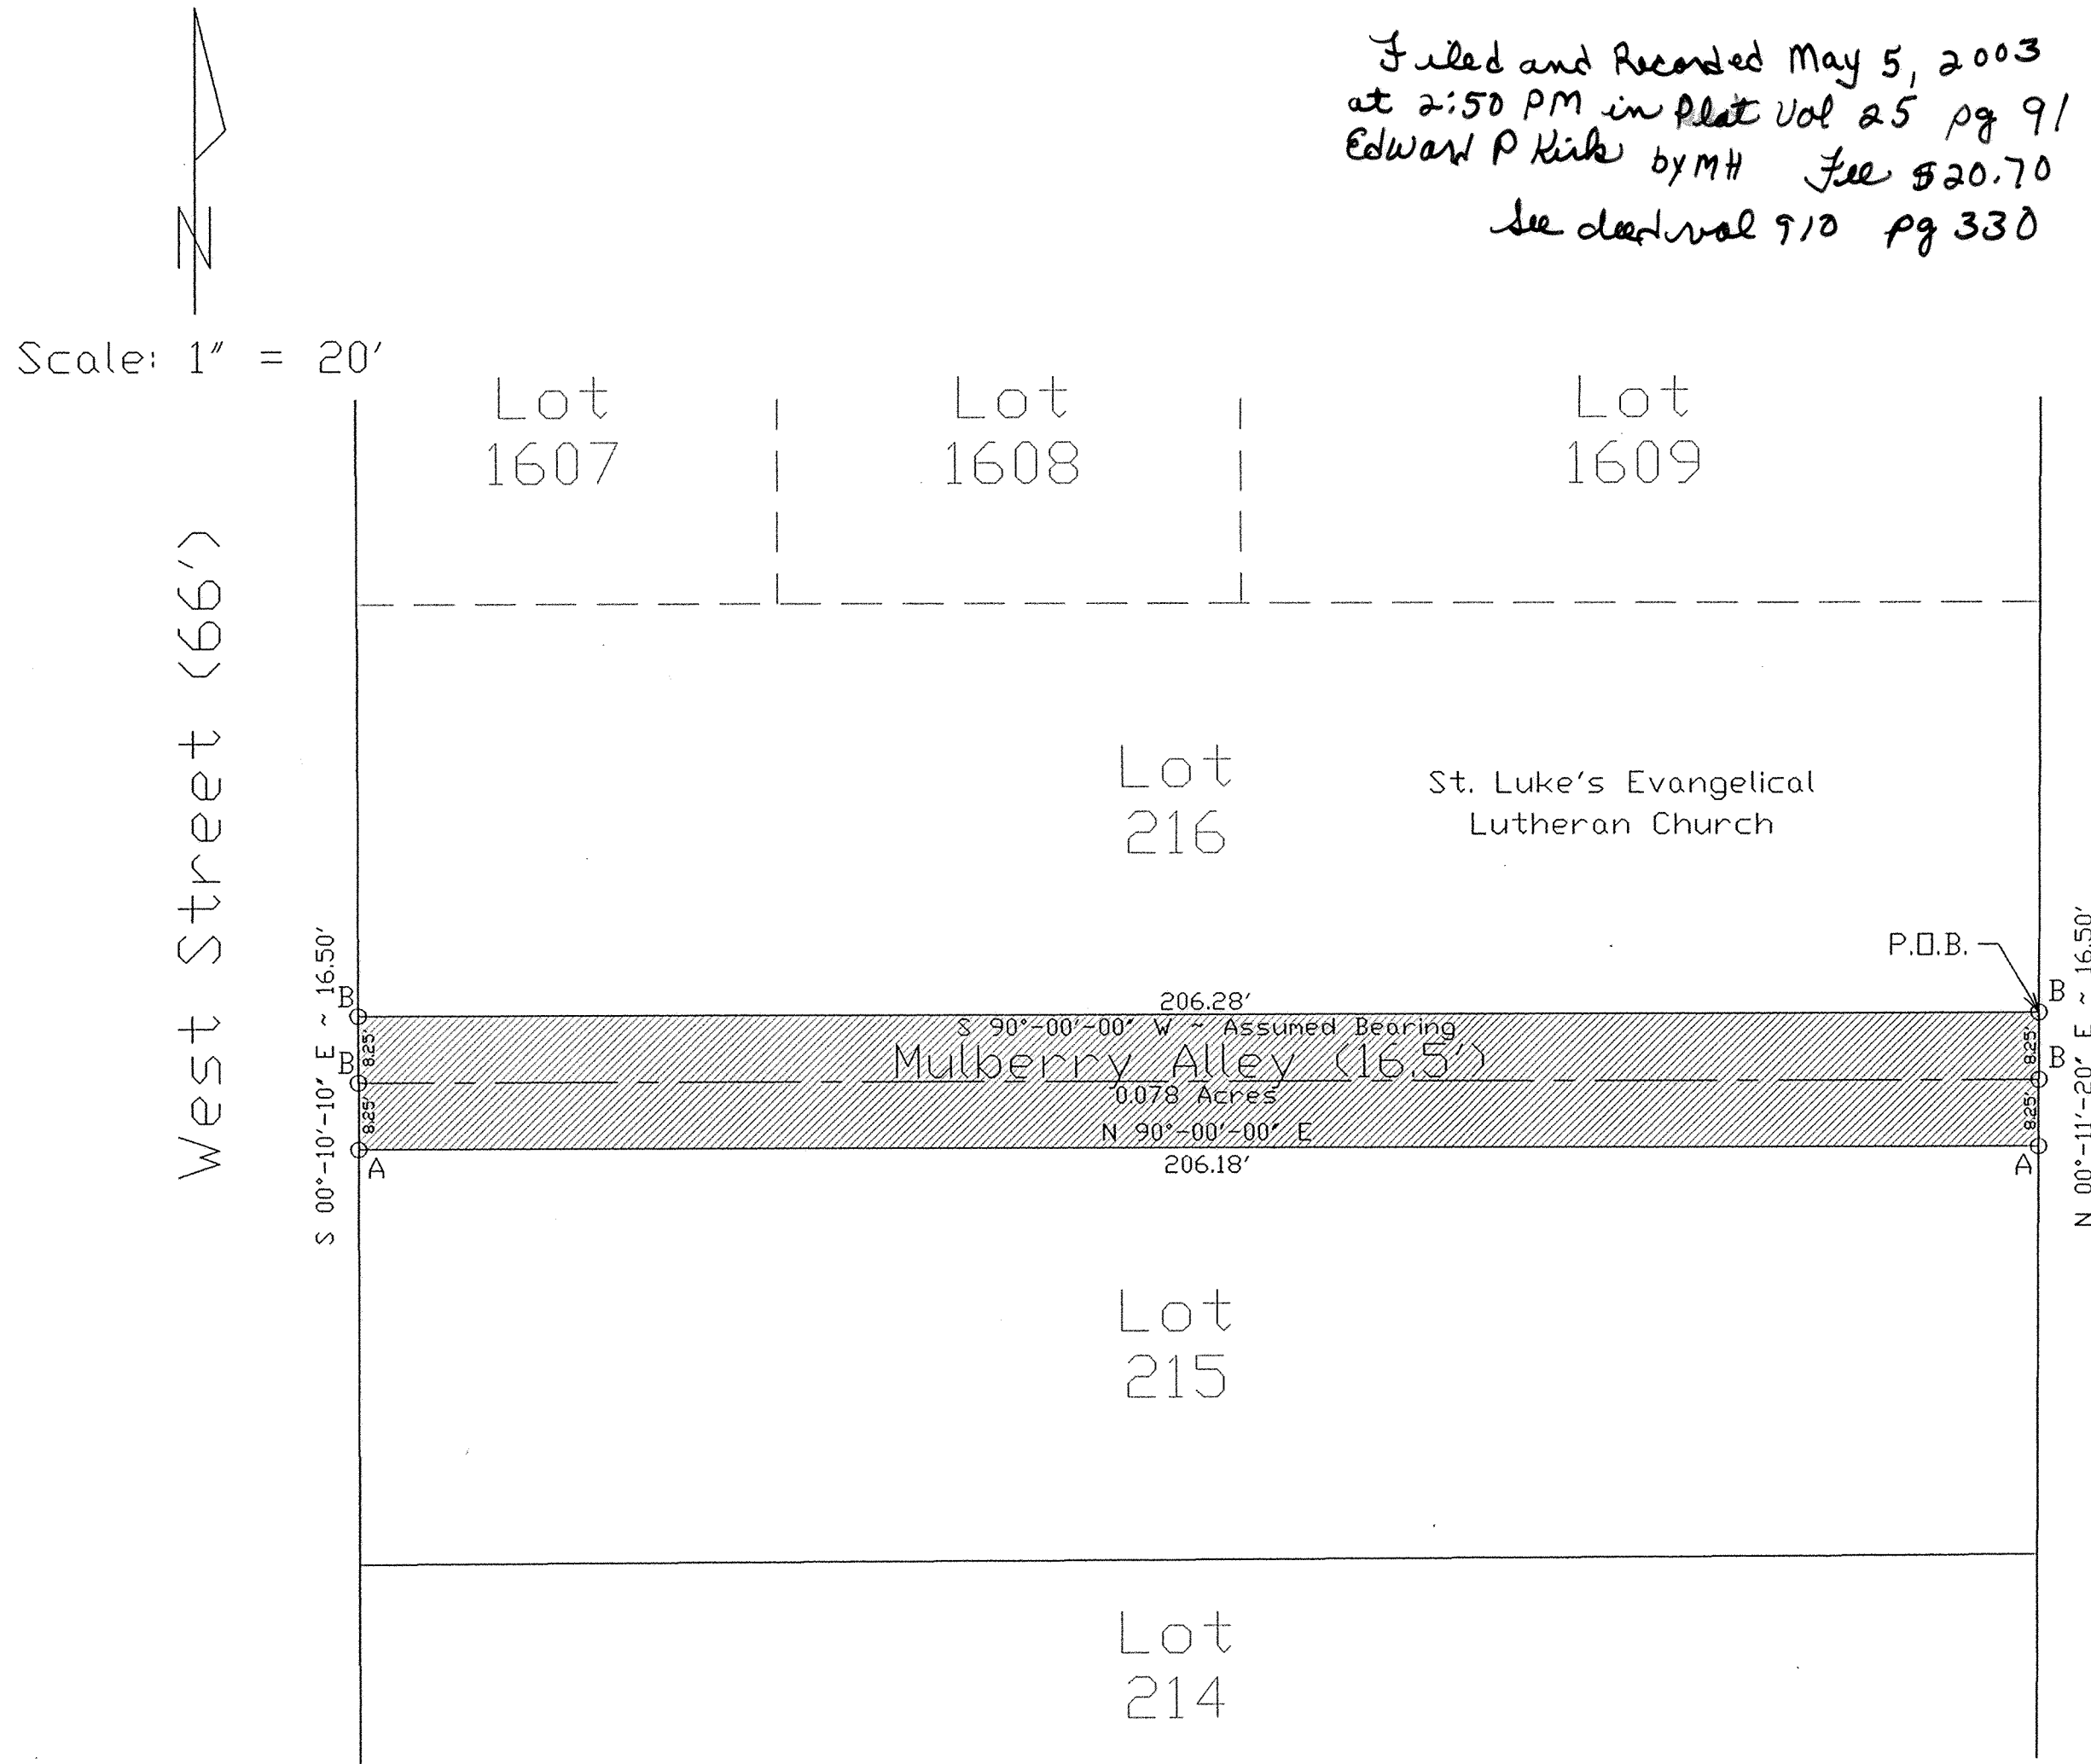 Filed and Recorded May 5, 2003
at 2:50 PM in Plat Vol 25 pg 91
Edward P Kirk by MH Fee $20.70
See deed vol 910 pg 330
N
Scale: 1" = 20'
Lot
1607
Lot
1608
Lot
1609
West Street (66')
Lot
216
St. Luke's Evangelical
Lutheran Church
P.O.B.
S 00°-10'-10" E ~ 16.50'
N 00°-11'-20" E ~ 16.50'
B
B
206.28'
S 90°-00'-00" W ~ Assumed Bearing
8.25'
8.25'
Mulberry Alley (16.5')
B
B
0.078 Acres
8.25'
8.25'
N 90°-00'-00" E
206.18'
A
A
Lot
215
Lot
214